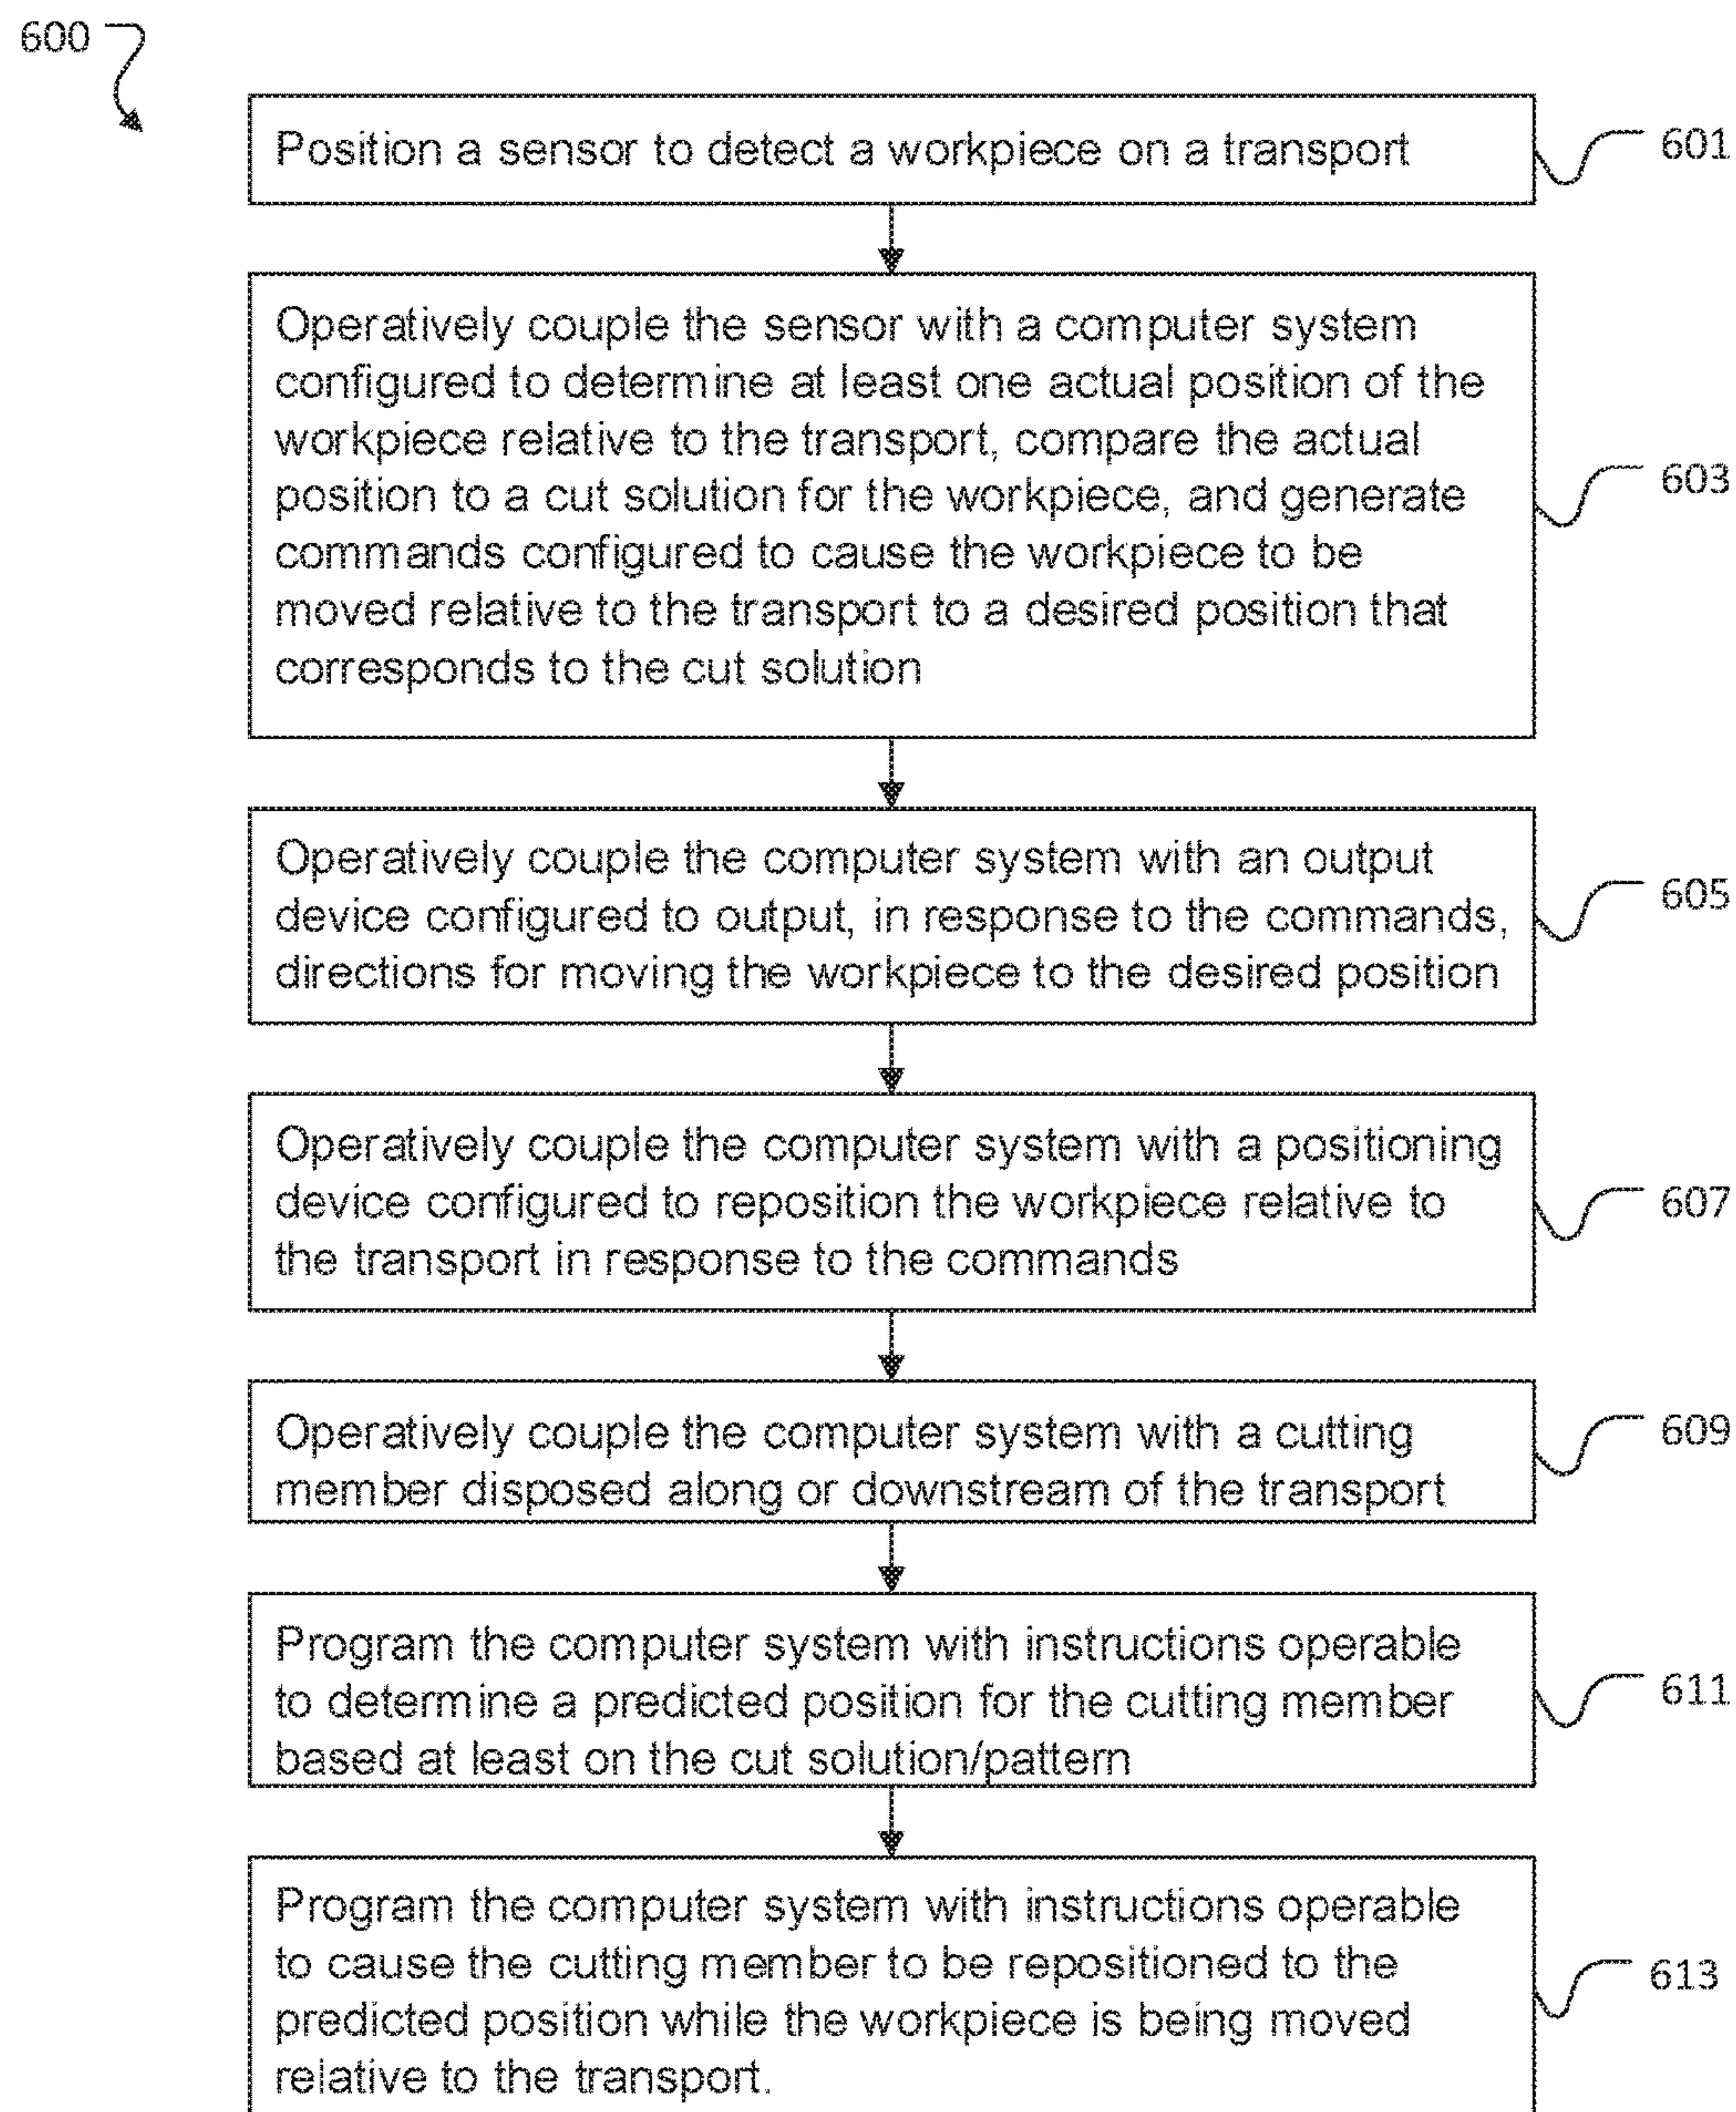 600
Position a sensor to detect a workpiece on a transport
601
Operatively couple the sensor with a computer system
configured to determine at least one actual position of the
workpiece relative to the transport, compare the actual
position to a cut solution for the workpiece, and generate
commands configured to cause the workpiece to be
moved relative to the transport to a desired position that
corresponds to the cut solution
603
Operatively couple the computer system with an output
device configured to output, in response to the commands,
directions for moving the workpiece to the desired position
605
Operatively couple the computer system with a positioning
device configured to reposition the workpiece relative to
the transport in response to the commands
607
Operatively couple the computer system with a cutting
member disposed along or downstream of the transport
609
Program the computer system with instructions operable
to determine a predicted position for the cutting member
based at least on the cut solution/pattern
611
Program the computer system with instructions operable
to cause the cutting member to be repositioned to the
predicted position while the workpiece is being moved
relative to the transport.
613